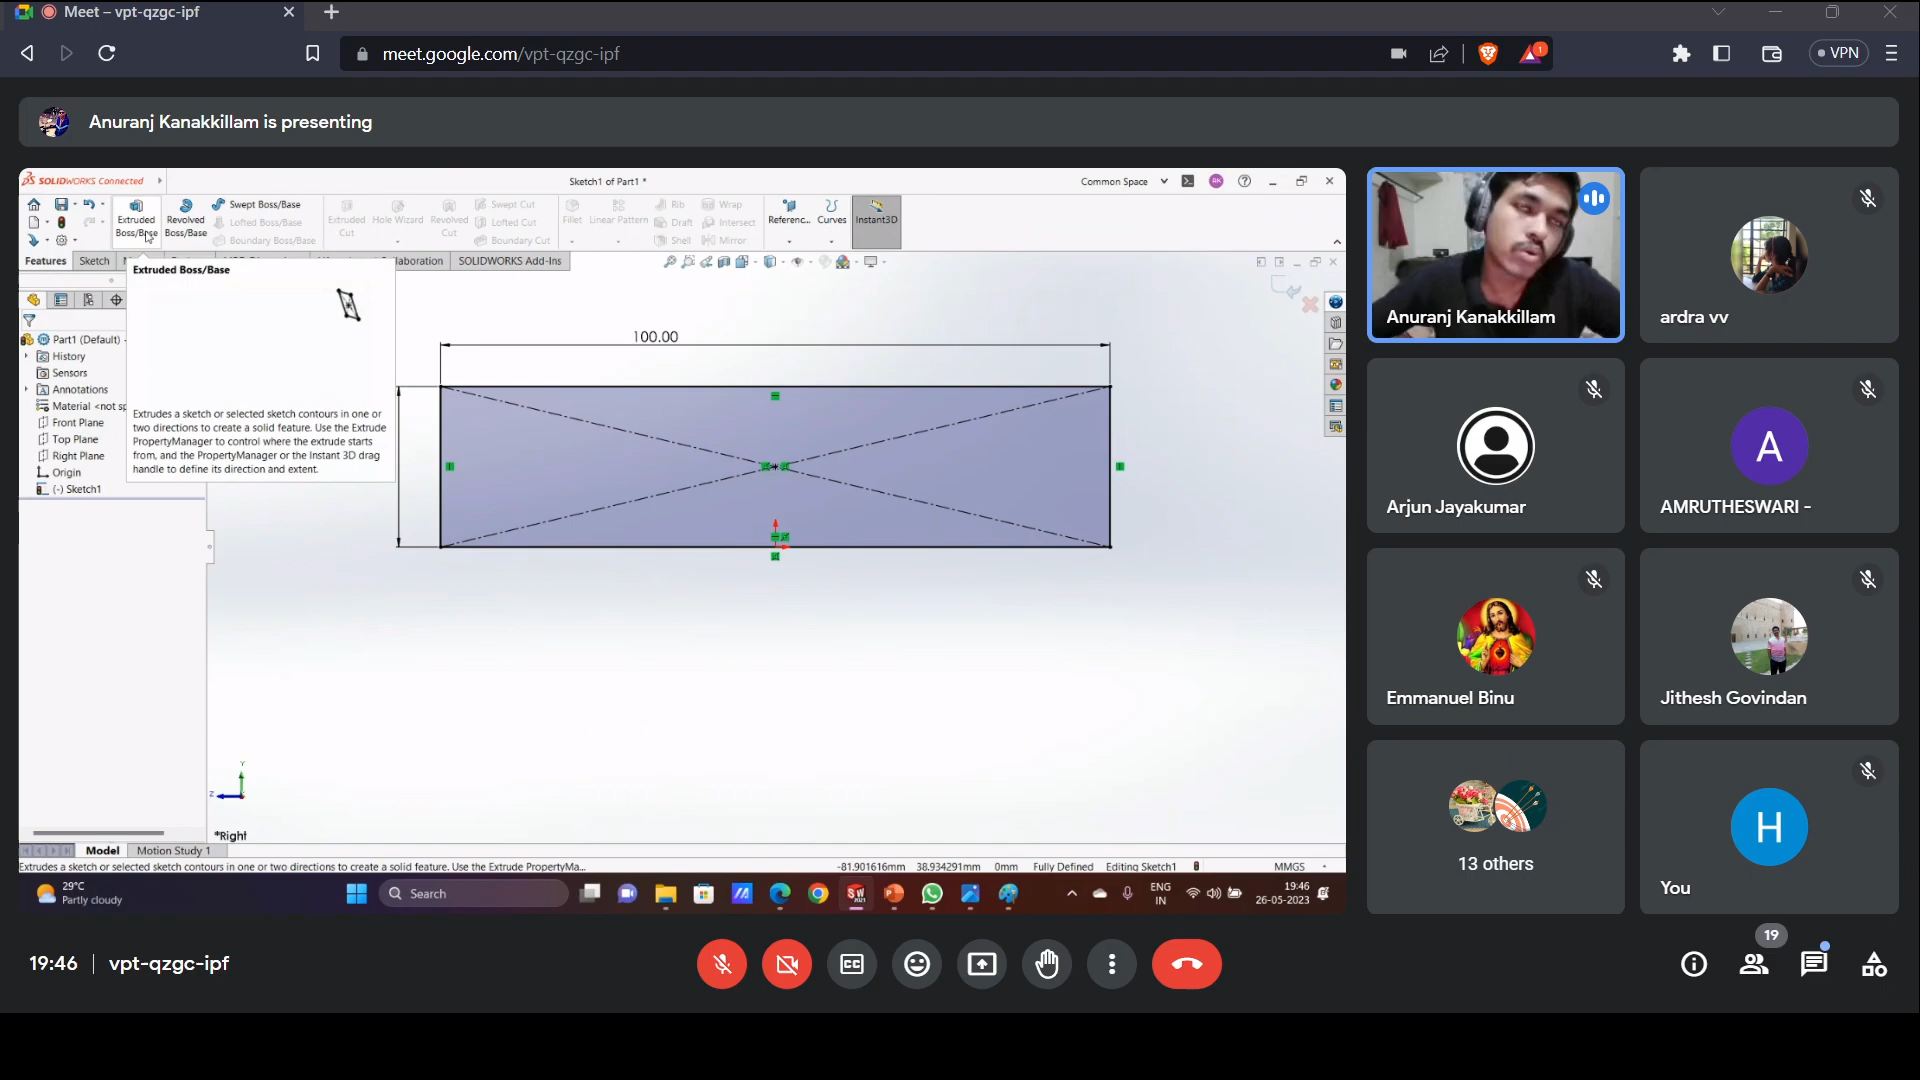 Meet – vpt-qzgc-ipf
meet.google.com/vpt-qzgc-ipf
1
VPN
Anuranj Kanakkillam is presenting
SOLIDWORKS Connected
Sketch1 of Part1 *
Common Space
RK
Extruded Boss/Base
Revolved Boss/Base
Swept Boss/Base
Lofted Boss/Base
Boundary Boss/Base
Extruded Cut
Hole Wizard
Revolved Cut
Swept Cut
Lofted Cut
Boundary Cut
Fillet
Linear Pattern
Rib
Draft
Shell
Wrap
Intersect
Mirror
Referenc...
Curves
Instant3D
Features
Sketch
SOLIDWORKS Add-Ins
Extruded Boss/Base
Extrudes a sketch or selected sketch contours in one or
two directions to create a solid feature. Use the Extrude
PropertyManager to control where the extrude starts
from, and the PropertyManager or the Instant 3D drag
handle to define its direction and extent.
Part1 (Default)
History
Sensors
Annotations
Material <not sp
Front Plane
Top Plane
Right Plane
Origin
(-) Sketch1
100.00
Y
Z
*Right
Model
Motion Study 1
Extrudes a sketch or selected sketch contours in one or two directions to create a solid feature. Use the Extrude PropertyMa...
-81.901616mm
38.934291mm
0mm
Fully Defined
Editing Sketch1
MMGS
29°C
Partly cloudy
Search
ENG
IN
19:46
26-05-2023
Anuranj Kanakkillam
ardra vv
Arjun Jayakumar
A
AMRUTHESWARI -
Emmanuel Binu
Jithesh Govindan
13 others
H
You
19:46
vpt-qzgc-ipf
CC
19